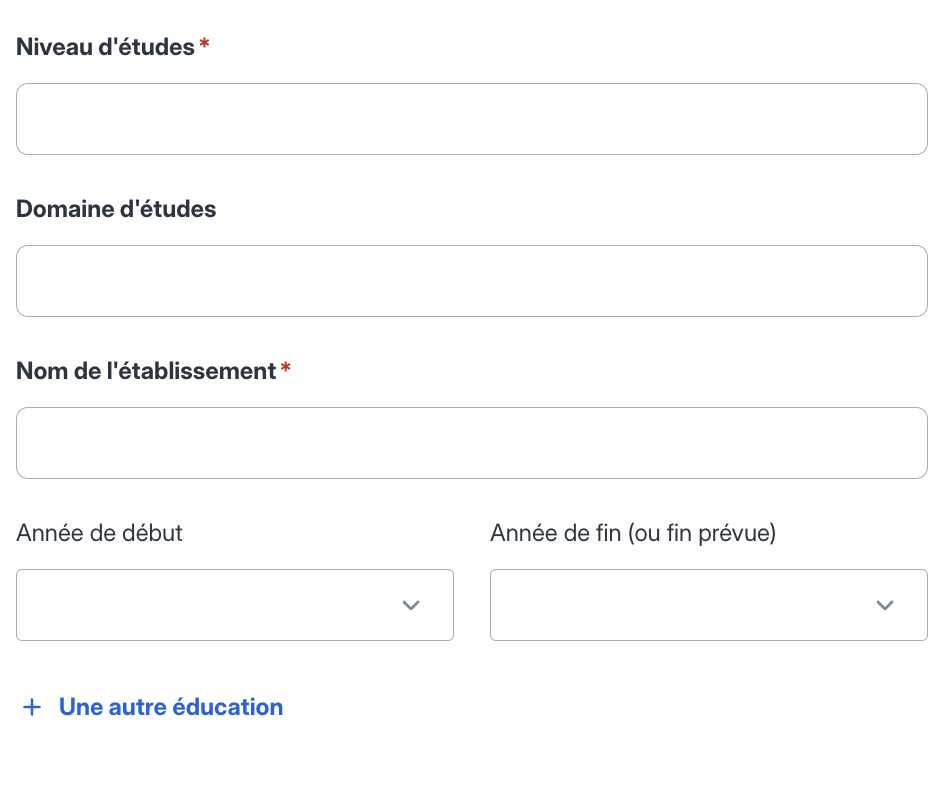 Niveau d'études *
Domaine d'études
Nom de l'établissement *
Année de début
Année de fin (ou fin prévue)
+ Une autre éducation